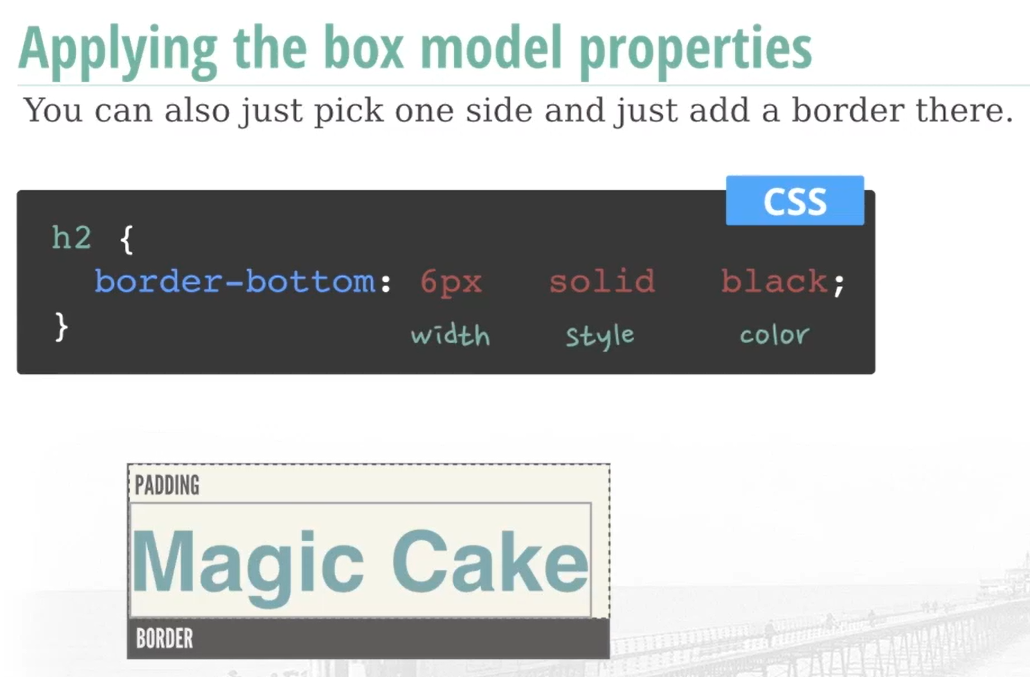 Applying the box model properties
You can also just pick one side and just add a border there.
CSS
h2 {
border-bottom: 6px solid black;
}
width style color
PADDING
Magic Cake
BORDER